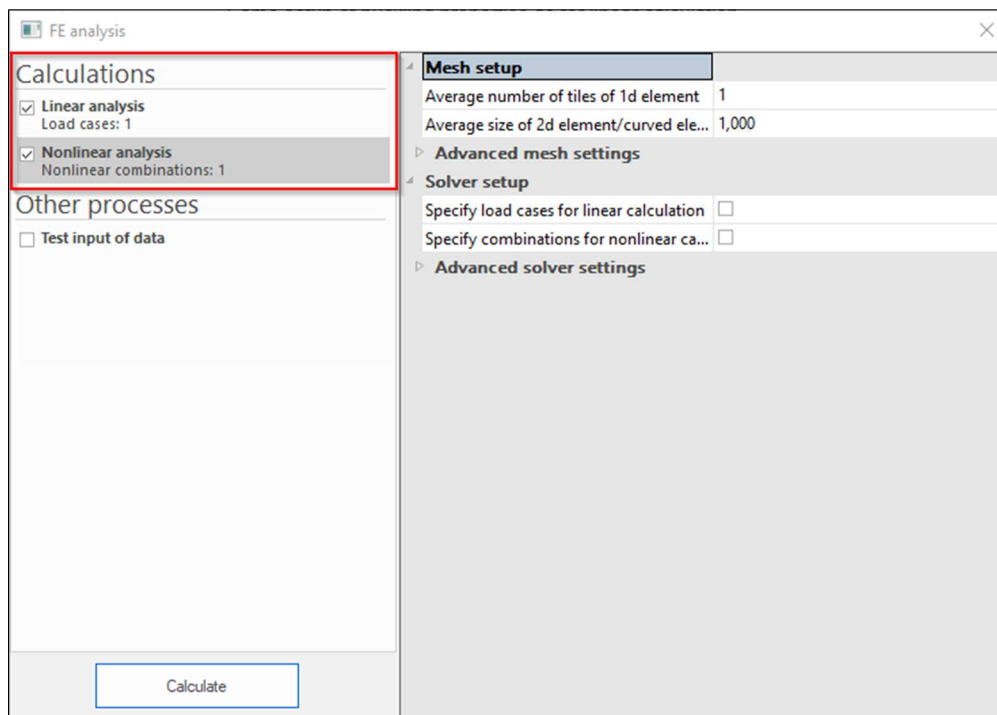 FE analysis
Calculations
Linear analysis
Load cases: 1
Nonlinear analysis
Nonlinear combinations: 1
Other processes
Test input of data
Calculate
Mesh setup
Average number of tiles of 1d element 1
Average size of 2d element/curved ele... 1,000
Advanced mesh settings
Solver setup
Specify load cases for linear calculation
Specify combinations for nonlinear ca...
Advanced solver settings